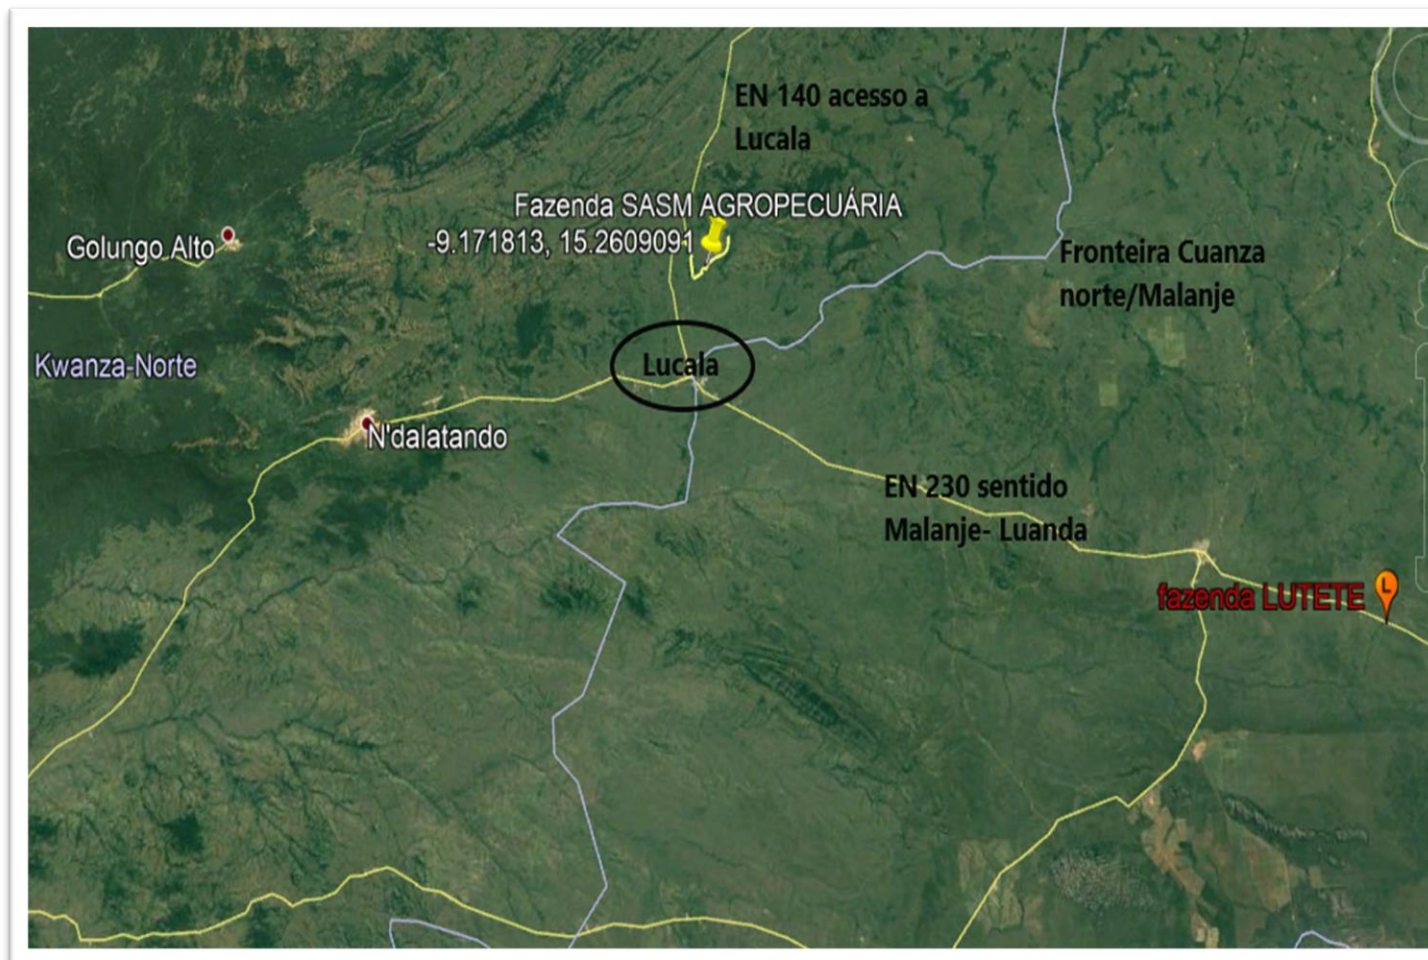 EN 140 acesso a
Lucala
Fazenda SASM AGROPECUÁRIA
-9.171813, 15.2609091
Golungo Alto
Fronteira Cuanza
norte/Malanje
Kwanza-Norte
Lucala
N'dalatando
EN 230 sentido
Malanje- Luanda
fazenda LUTETE
L